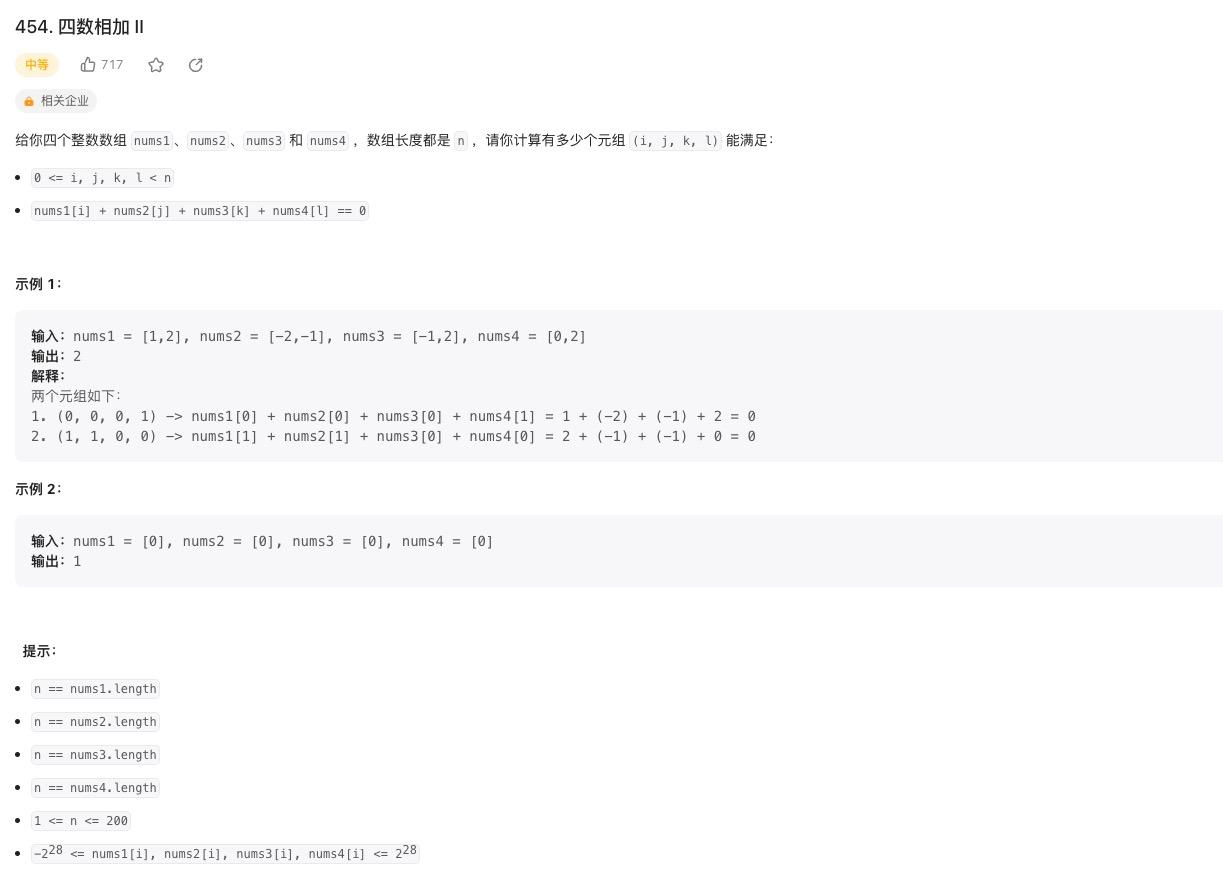 454. 四数相加 II
中等 717
相关企业
给你四个整数数组 nums1、nums2、nums3 和 nums4 ，数组长度都是 n ，请你计算有多少个元组 (i, j, k, l) 能满足：
0 <= i, j, k, l < n
nums1[i] + nums2[j] + nums3[k] + nums4[l] == 0
示例 1：
输入：nums1 = [1,2], nums2 = [-2,-1], nums3 = [-1,2], nums4 = [0,2]
输出：2
解释：
两个元组如下：
1. (0, 0, 0, 1) -> nums1[0] + nums2[0] + nums3[0] + nums4[1] = 1 + (-2) + (-1) + 2 = 0
2. (1, 1, 0, 0) -> nums1[1] + nums2[1] + nums3[0] + nums4[0] = 2 + (-1) + (-1) + 0 = 0
示例 2：
输入：nums1 = [0], nums2 = [0], nums3 = [0], nums4 = [0]
输出：1
提示：
n == nums1.length
n == nums2.length
n == nums3.length
n == nums4.length
1 <= n <= 200
-2²⁸ <= nums1[i], nums2[i], nums3[i], nums4[i] <= 2²⁸